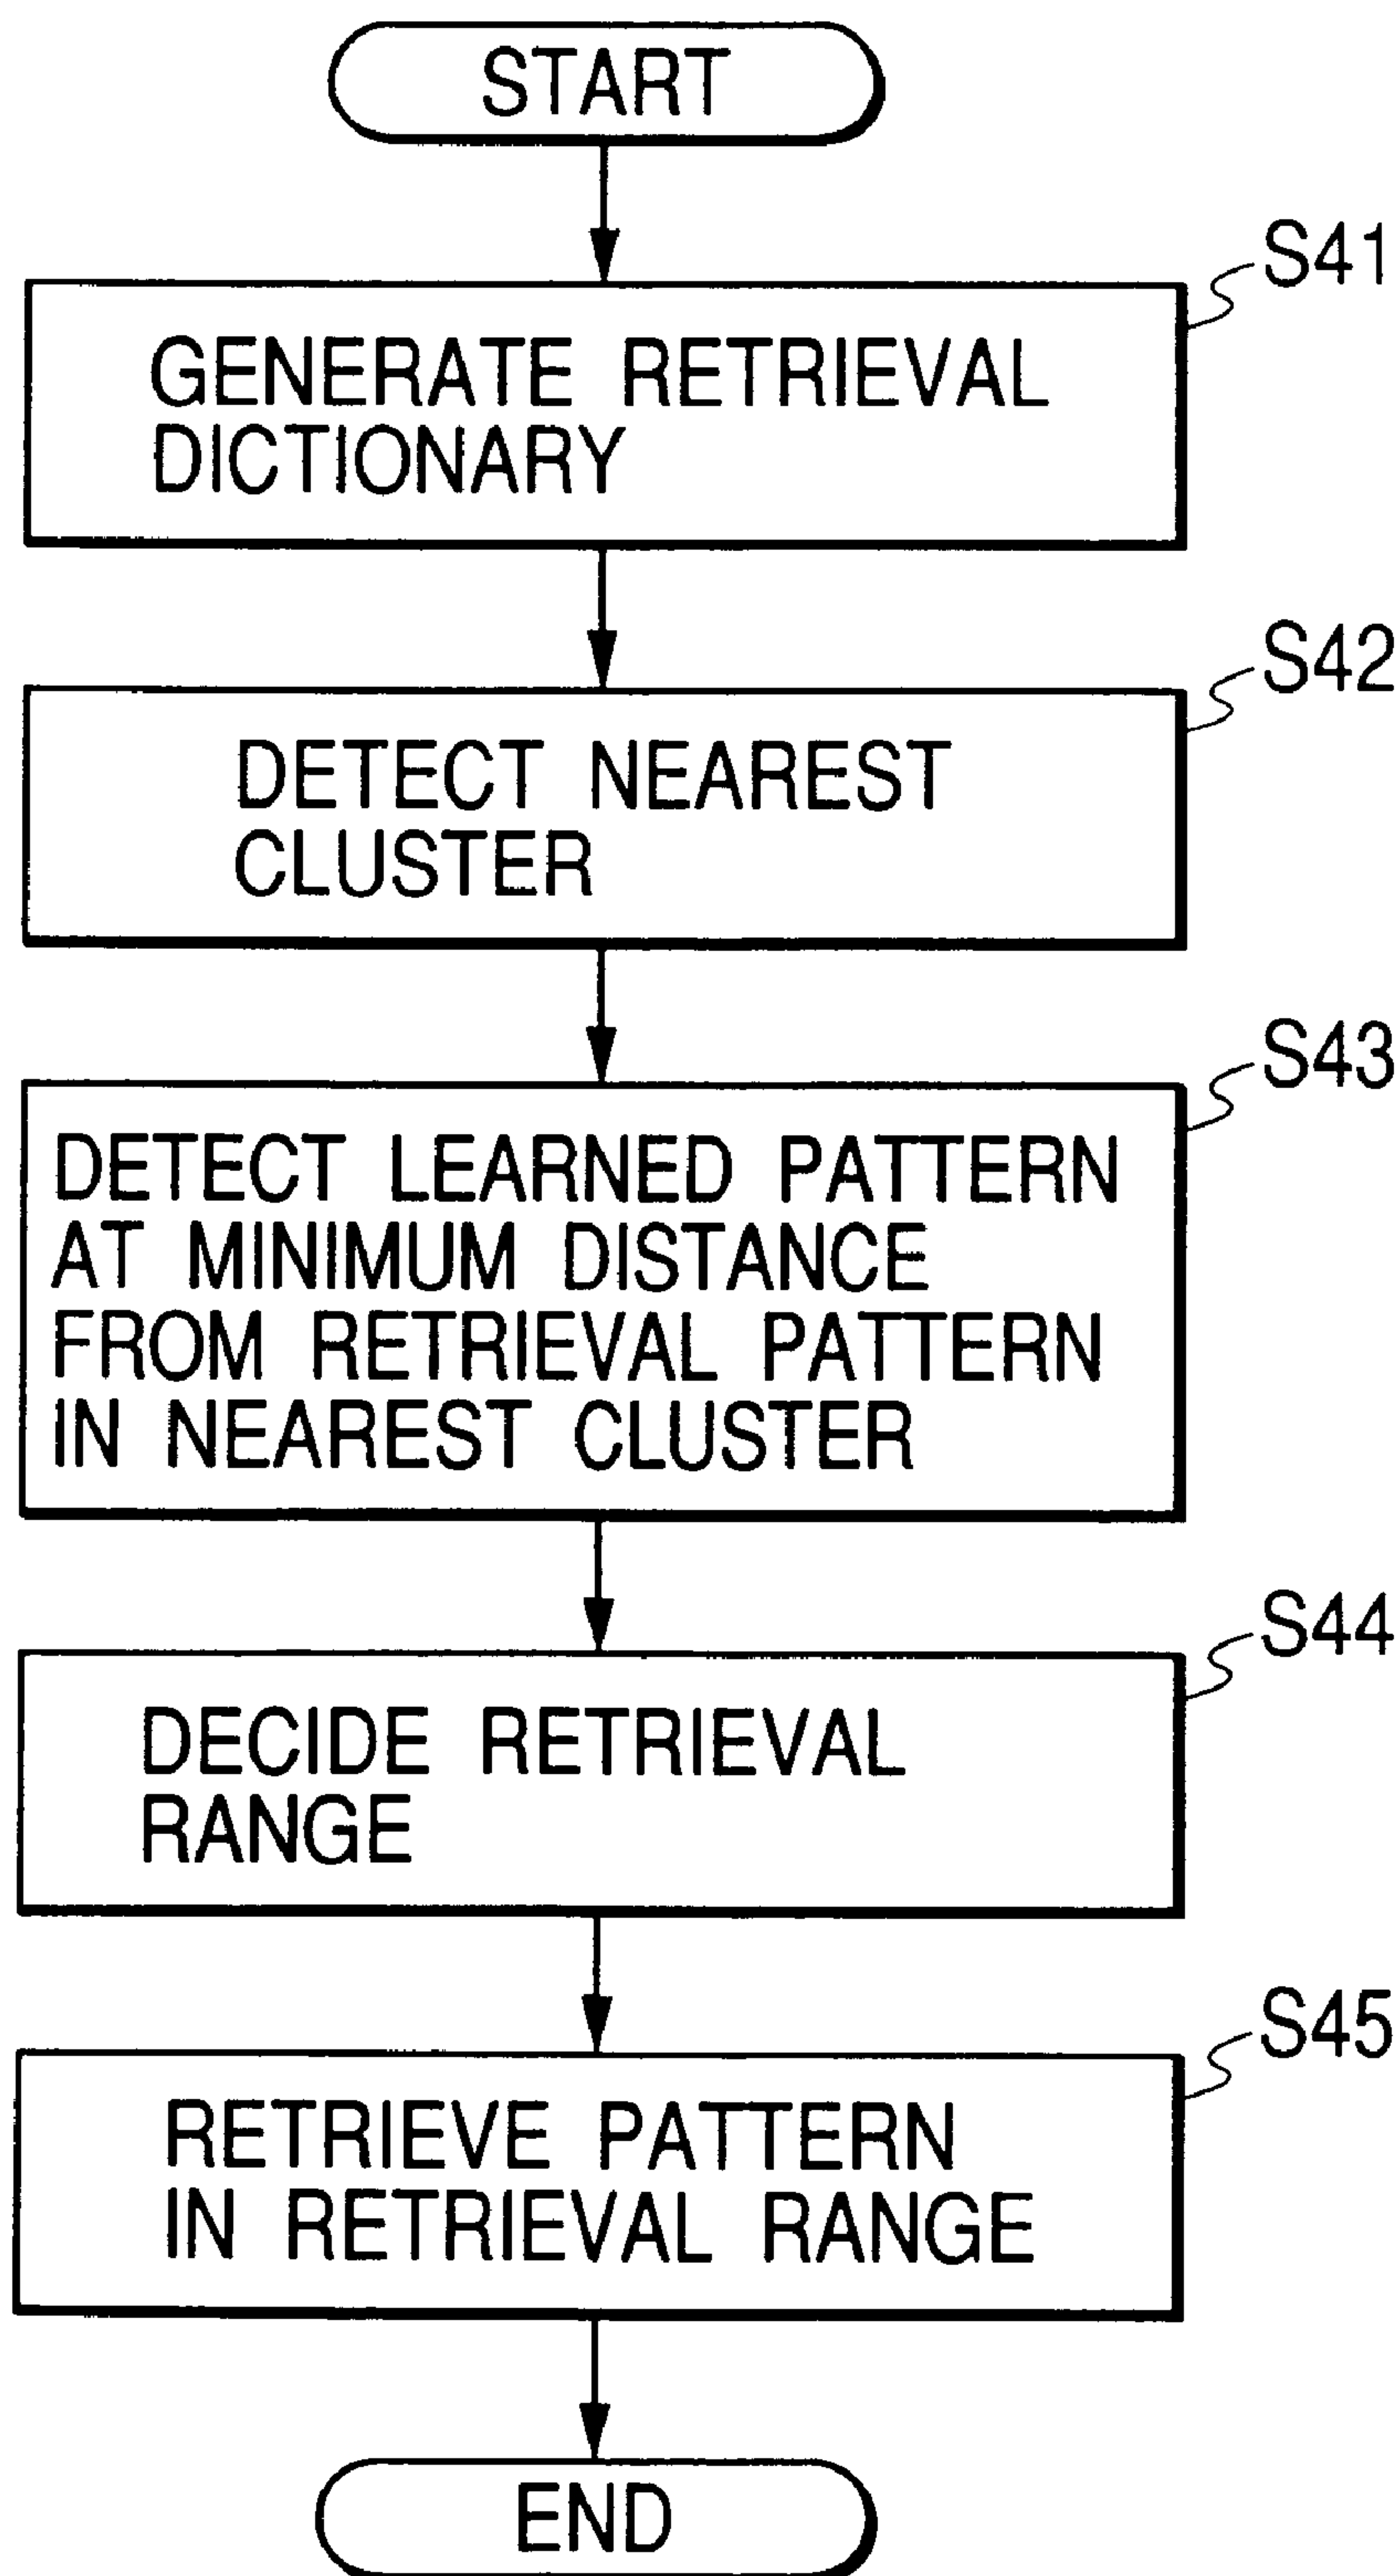 START
S41
GENERATE RETRIEVAL
DICTIONARY
S42
DETECT NEAREST
CLUSTER
S43
DETECT LEARNED PATTERN
AT MINIMUM DISTANCE
FROM RETRIEVAL PATTERN
IN NEAREST CLUSTER
S44
DECIDE RETRIEVAL
RANGE
S45
RETRIEVE PATTERN
IN RETRIEVAL RANGE
END